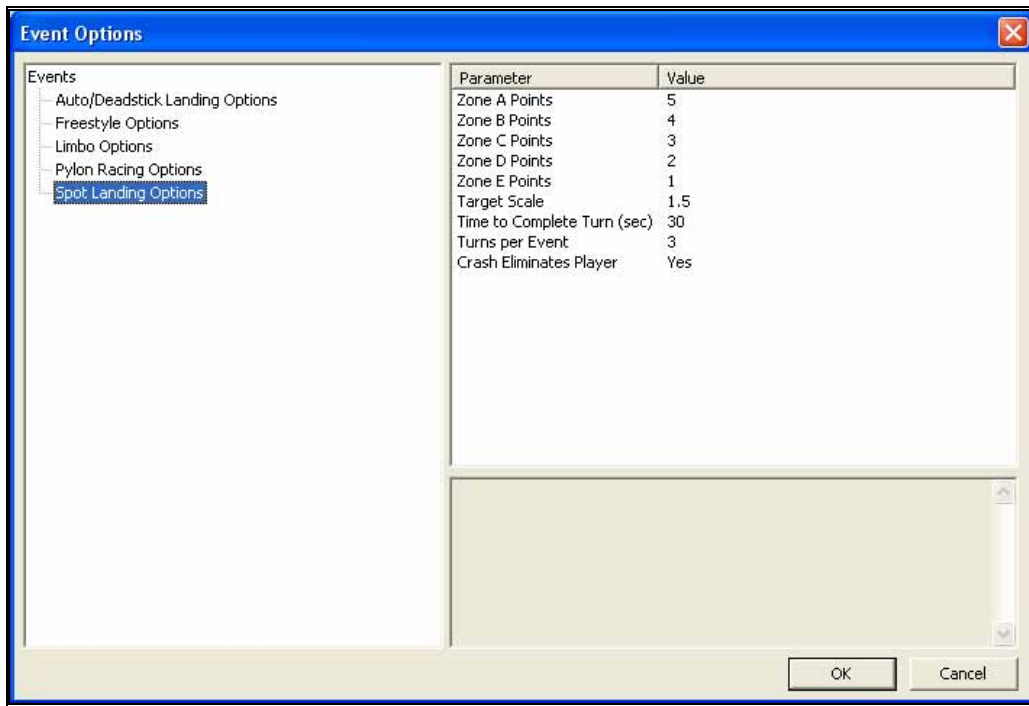 Event Options
Events
Auto/Deadstick Landing Options
Freestyle Options
Limbo Options
Pylon Racing Options
Spot Landing Options
Parameter Value
Zone A Points 5
Zone B Points 4
Zone C Points 3
Zone D Points 2
Zone E Points 1
Target Scale 1.5
Time to Complete Turn (sec) 30
Turns per Event 3
Crash Eliminates Player Yes
OK Cancel